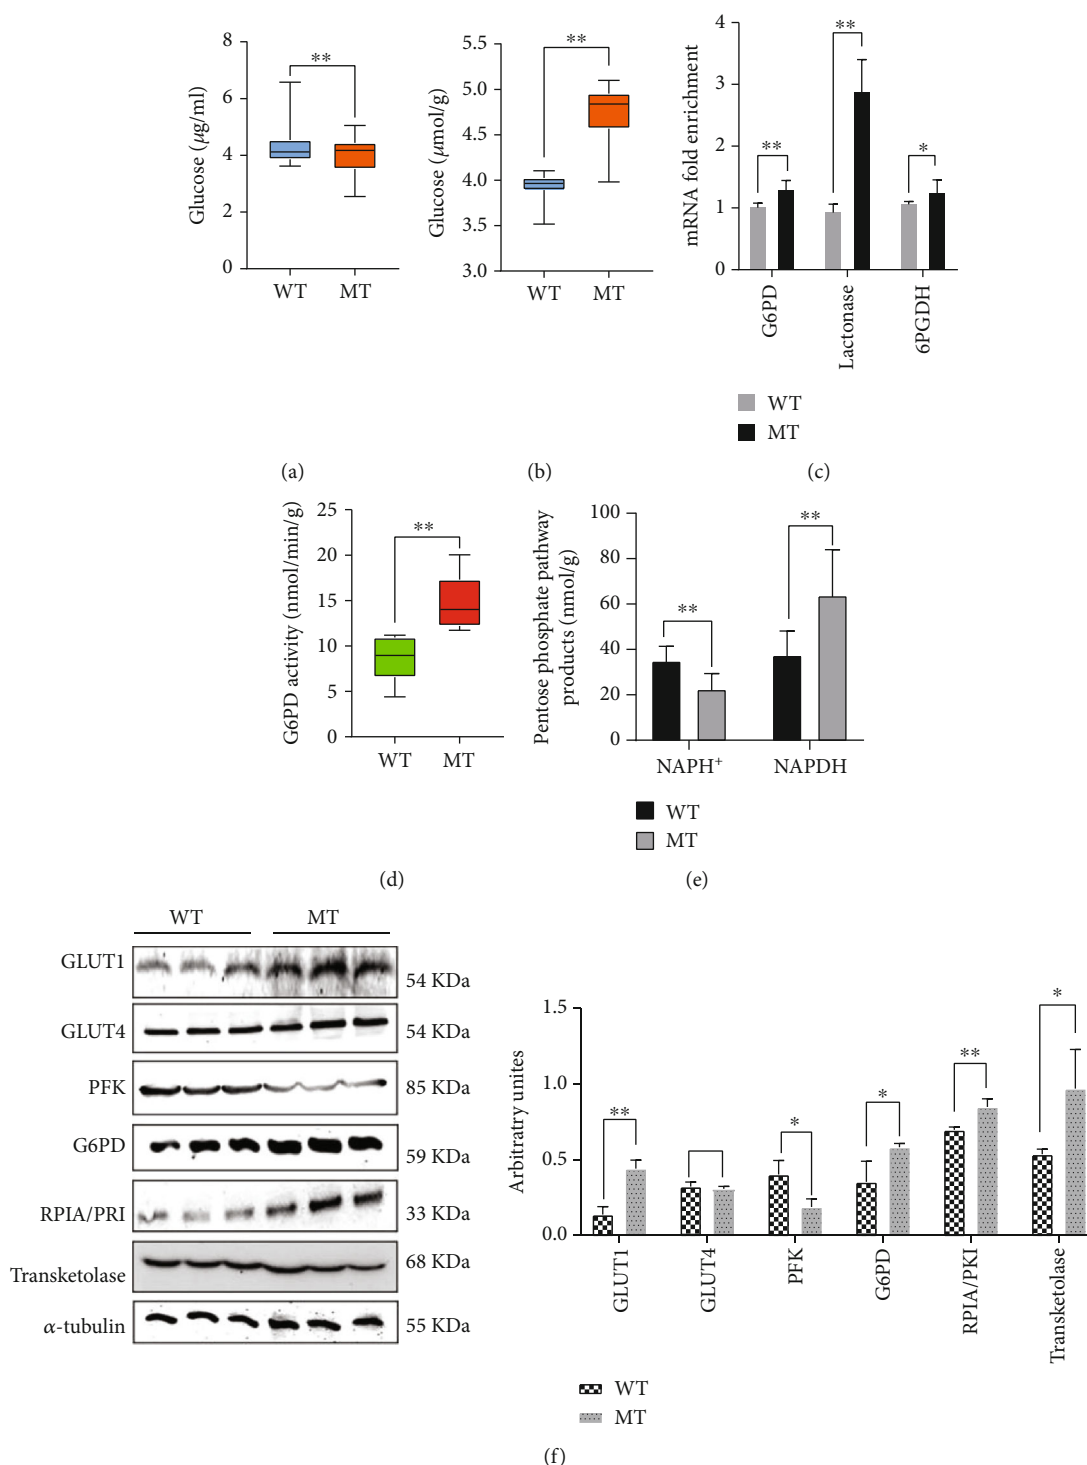 8
6
4
2
0
Glucose (μg/ml)
**
WT MT
(a)
5.5
5.0
4.5
4.0
3.5
3.0
Glucose (μmol/g)
**
WT MT
(b)
4
3
2
1
0
mRNA fold enrichment
**
**
*
G6PD
Lactonase
6PGDH
WT
MT
(c)
25
20
15
10
5
0
G6PD activity (nmol/min/g)
**
WT MT
(d)
100
80
60
40
20
0
Pentose phosphate pathway
products (nmol/g)
**
**
NAPH⁺ NAPDH
WT
MT
(e)
WT MT
GLUT1 54 KDa
GLUT4 54 KDa
PFK 85 KDa
G6PD 59 KDa
RPIA/PRI 33 KDa
Transketolase 68 KDa
α-tubulin 55 KDa
1.5
1.0
0.5
0.0
Arbitratry unites
**
*
*
**
*
GLUT1
GLUT4
PFK
G6PD
RPIA/PKI
Transketolase
WT
MT
(f)